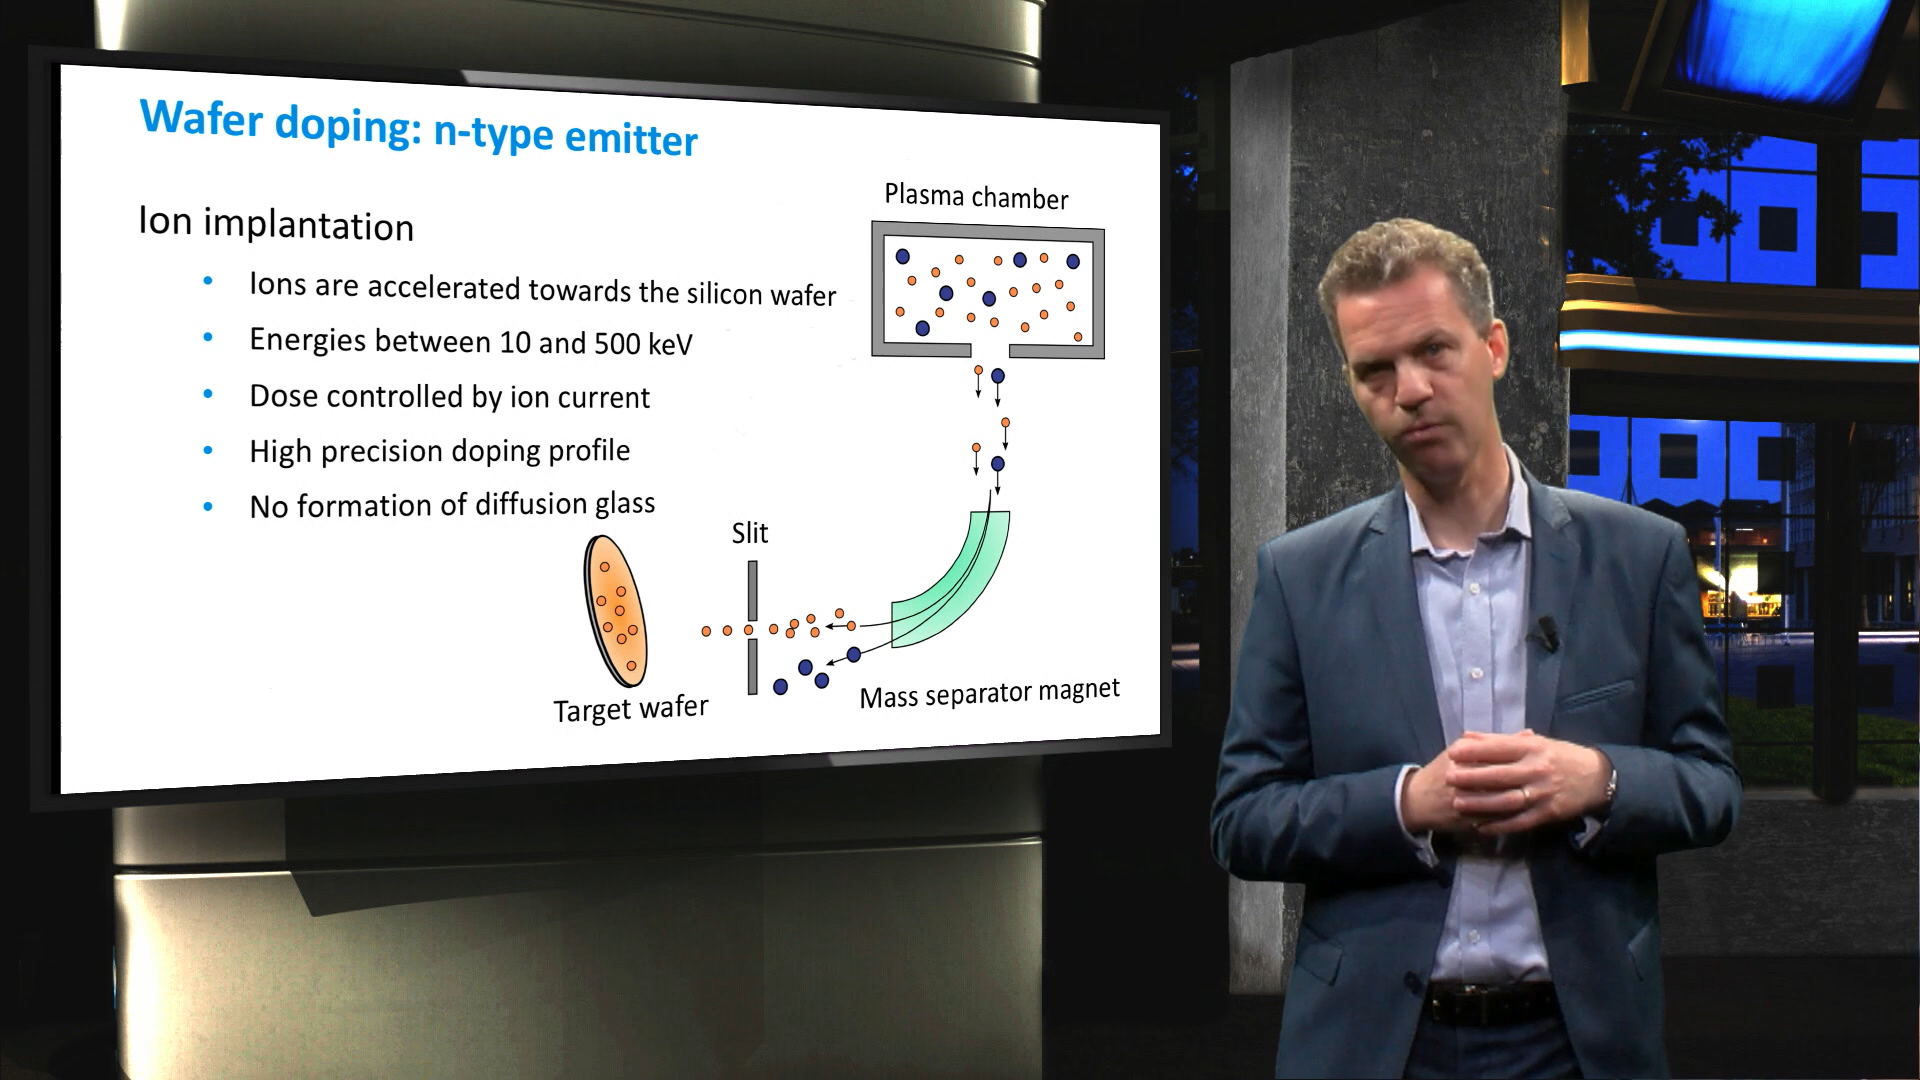 Wafer doping: n-type emitter
Ion implantation
• Ions are accelerated towards the silicon wafer
• Energies between 10 and 500 keV
• Dose controlled by ion current
• High precision doping profile
• No formation of diffusion glass
Plasma chamber
Slit
Target wafer
Mass separator magnet